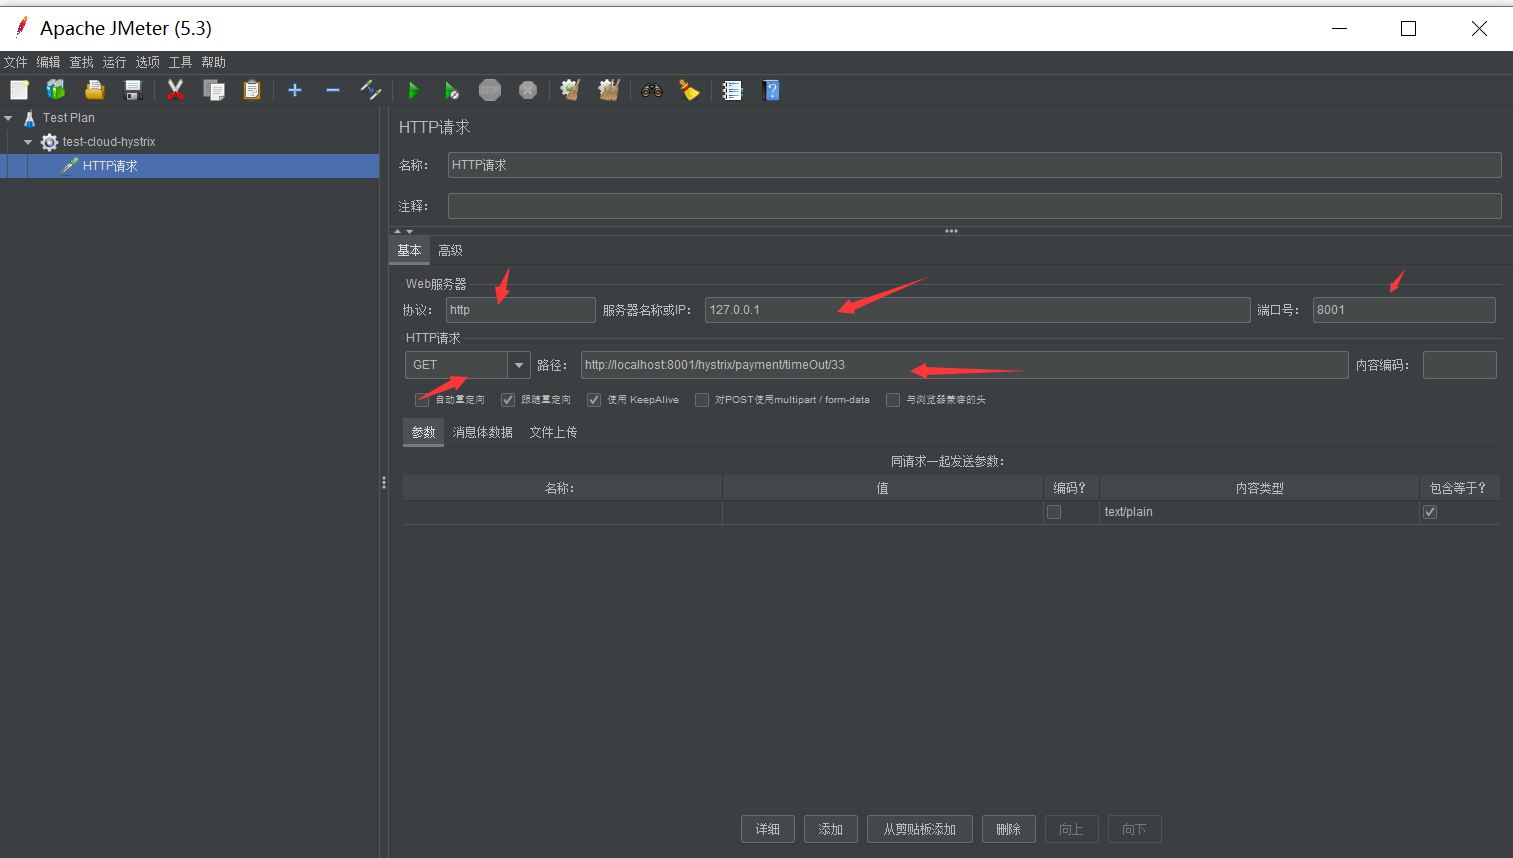 Apache JMeter (5.3)
文件 编辑 查找 运行 选项 工具 帮助
STOP
?
Test Plan
test-cloud-hystrix
HTTP请求
HTTP请求
名称：
HTTP请求
注释：
基本 高级
Web服务器
协议： http 服务器名称或IP： 127.0.0.1 端口号： 8001
HTTP请求
GET 路径： http://localhost:8001/hystrix/payment/timeOut/33 内容编码：
自动重定向 跟随重定向 使用 KeepAlive 对POST使用multipart / form-data 与浏览器兼容的头
参数 消息体数据 文件上传
同请求一起发送参数：
名称： 值 编码？ 内容类型 包含等于？
text/plain
详细 添加 从剪贴板添加 删除 向上 向下